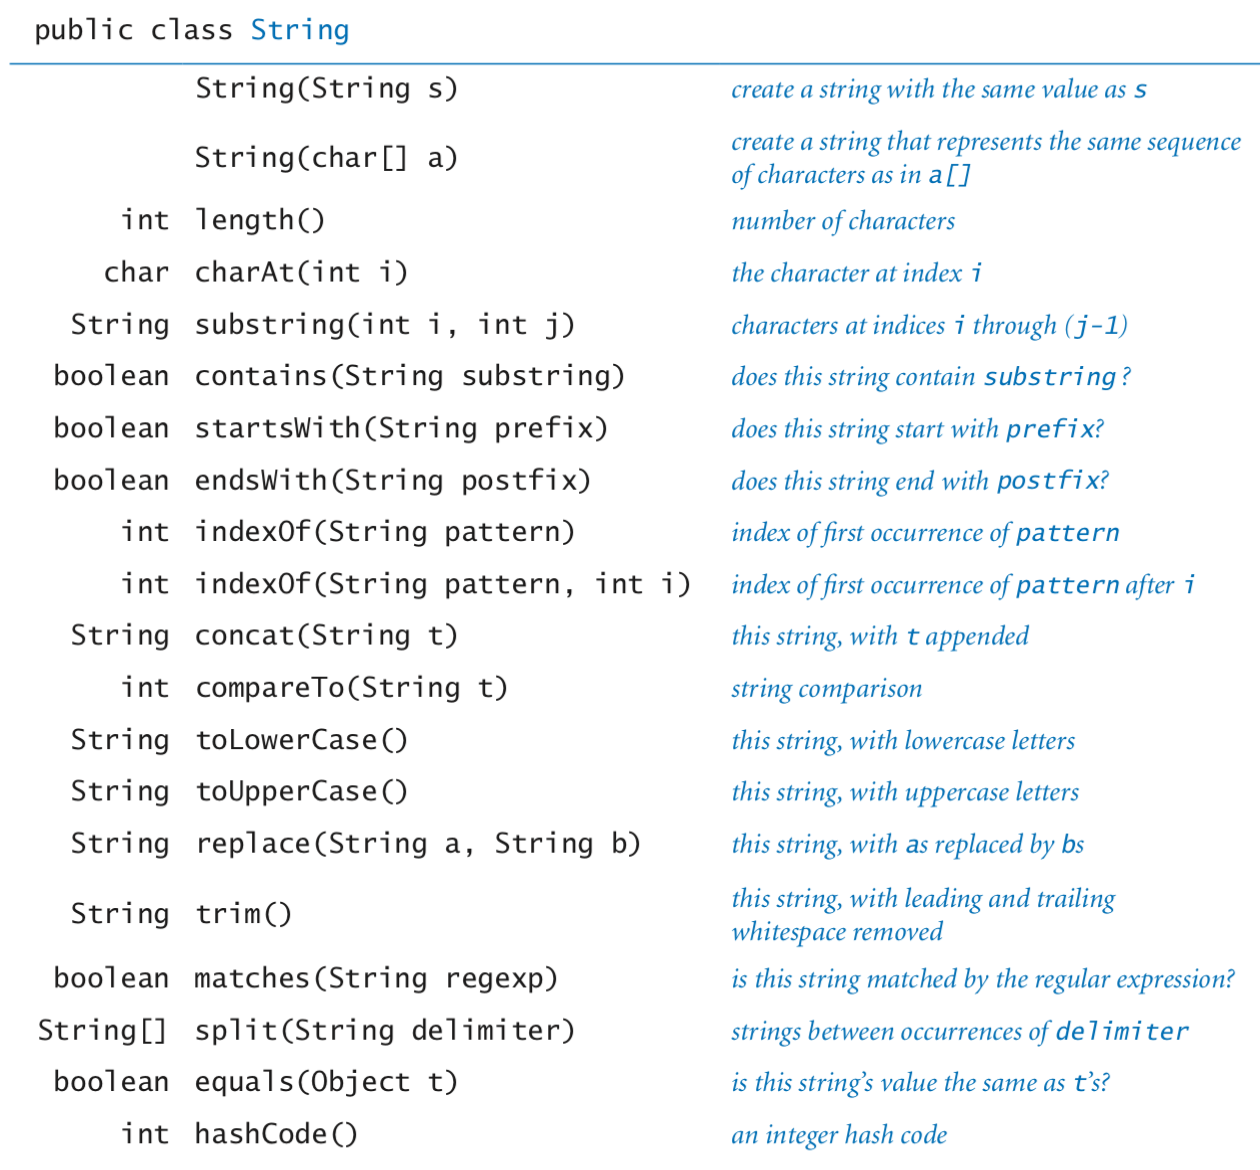 public class String
String(String s) create a string with the same value as s
String(char[] a) create a string that represents the same sequence
of characters as in a[]
int length() number of characters
char charAt(int i) the character at index i
String substring(int i, int j) characters at indices i through (j-1)
boolean contains(String substring) does this string contain substring?
boolean startsWith(String prefix) does this string start with prefix?
boolean endsWith(String postfix) does this string end with postfix?
int indexOf(String pattern) index of first occurrence of pattern
int indexOf(String pattern, int i) index of first occurrence of pattern after i
String concat(String t) this string, with t appended
int compareTo(String t) string comparison
String toLowerCase() this string, with lowercase letters
String toUpperCase() this string, with uppercase letters
String replace(String a, String b) this string, with as replaced by bs
String trim() this string, with leading and trailing
whitespace removed
boolean matches(String regexp) is this string matched by the regular expression?
String[] split(String delimiter) strings between occurrences of delimiter
boolean equals(Object t) is this string’s value the same as t’s?
int hashCode() an integer hash code